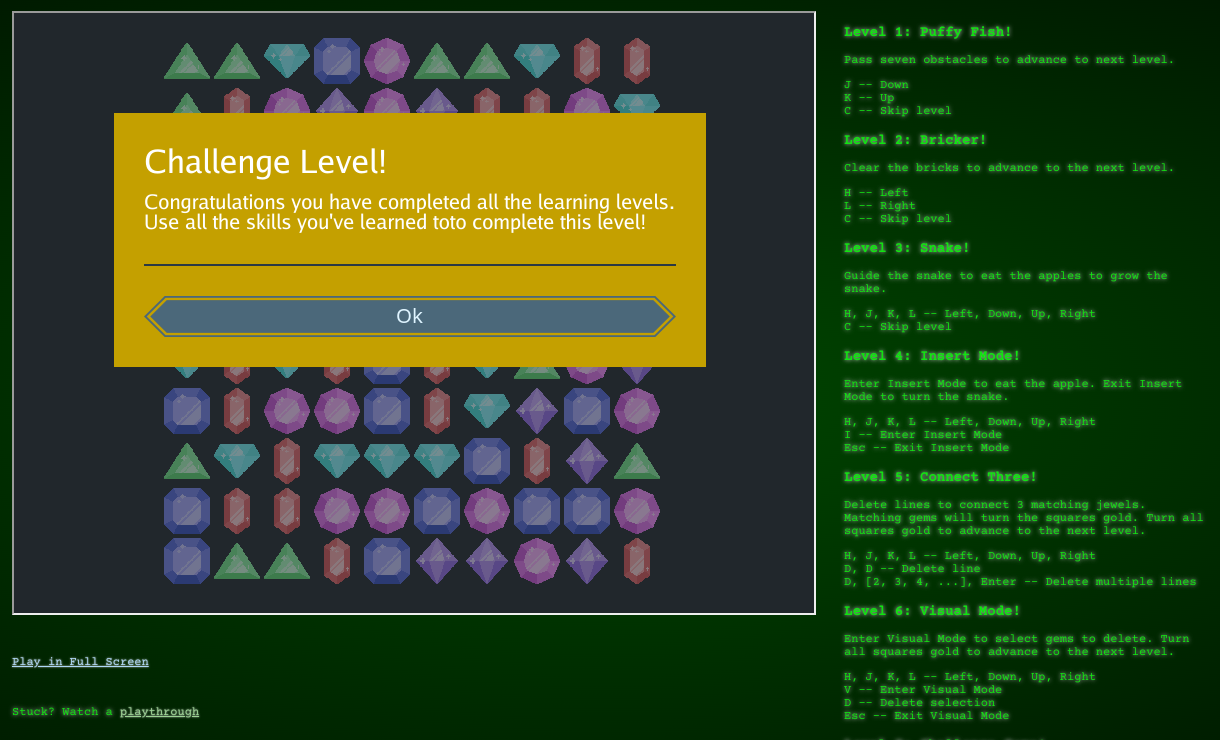 Challenge Level!
Congratulations you have completed all the learning levels.
Use all the skills you've learned toto complete this level!
Ok
Play in Full Screen
Stuck? Watch a playthrough
Level 1: Puffy Fish!
Pass seven obstacles to advance to next level.
J -- Down
K -- Up
C -- Skip level
Level 2: Bricker!
Clear the bricks to advance to the next level.
H -- Left
L -- Right
C -- Skip level
Level 3: Snake!
Guide the snake to eat the apples to grow the
snake.
H, J, K, L -- Left, Down, Up, Right
C -- Skip level
Level 4: Insert Mode!
Enter Insert Mode to eat the apple. Exit Insert
Mode to turn the snake.
H, J, K, L -- Left, Down, Up, Right
I -- Enter Insert Mode
Esc -- Exit Insert Mode
Level 5: Connect Three!
Delete lines to connect 3 matching jewels.
Matching gems will turn the squares gold. Turn all
squares gold to advance to the next level.
H, J, K, L -- Left, Down, Up, Right
D, D -- Delete line
D, [2, 3, 4, ...], Enter -- Delete multiple lines
Level 6: Visual Mode!
Enter Visual Mode to select gems to delete. Turn
all squares gold to advance to the next level.
H, J, K, L -- Left, Down, Up, Right
V -- Enter Visual Mode
D -- Delete selection
Esc -- Exit Visual Mode